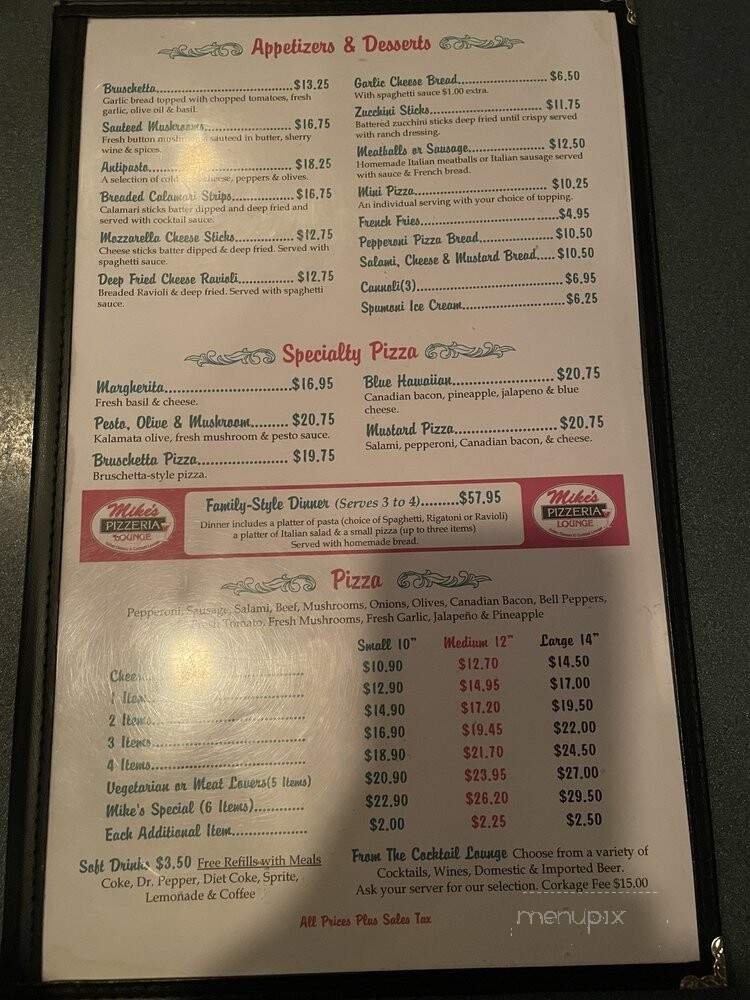 Appetizers & Desserts
Bruschetta..............................$13.25
Garlic bread topped with chopped tomatoes, fresh
garlic, olive oil & basil.
Sauteed Mushrooms................... $16.75
Fresh button mushrooms sauteed in butter, sherry
wine & spices.
Antipasto............................... $18.25
A selection of cold cheese, peppers & olives.
Breaded Calamari Strips............. $16.75
Calamari sticks batter dipped and deep fried and
served with cocktail sauce.
Mozzarella Cheese Sticks............. $12.75
Cheese sticks batter dipped & deep fried. Served with
spaghetti sauce.
Deep Fried Cheese Ravioli............. $12.75
Breaded Ravioli & deep fried. Served with spaghetti
sauce.
Garlic Cheese Bread.................... $6.50
With spaghetti sauce $1.00 extra.
Zucchini Sticks......................... $11.75
Battered zucchini sticks deep fried until crispy served
with ranch dressing.
Meatballs or Sausage.................. $12.50
Homemade Italian meatballs or Italian sausage served
with sauce & French bread.
Mini Pizza.............................. $10.25
An individual serving with your choice of topping.
French Fries.............................$4.95
Pepperoni Pizza Bread................. $10.50
Salami, Cheese & Mustard Bread..... $10.50
Cannoli(3)...............................$6.95
Spumoni Ice Cream.....................$6.25
Specialty Pizza
Margherita.........................$16.95
Fresh basil & cheese.
Pesto, Olive & Mushroom......... $20.75
Kalamata olive, fresh mushroom & pesto sauce.
Bruschetta Pizza.................. $19.75
Bruschetta-style pizza.
Blue Hawaiian..................... $20.75
Canadian bacon, pineapple, jalapeno & blue
cheese.
Mustard Pizza..................... $20.75
Salami, pepperoni, Canadian bacon, & cheese.
Mike's
PIZZERIA
LOUNGE
Family-Style Dinner (Serves 3 to 4).........$57.95
Dinner includes a platter of pasta (choice of Spaghetti, Rigatoni or Ravioli)
a platter of Italian salad & a small pizza (up to three items)
Served with homemade bread.
Mike's
PIZZERIA
LOUNGE
Pizza
Pepperoni, Sausage, Salami, Beef, Mushrooms, Onions, Olives, Canadian Bacon, Bell Peppers,
Fresh Tomato, Fresh Mushrooms, Fresh Garlic, Jalapeño & Pineapple
Small 10" Medium 12" Large 14"
Cheese................................ $10.90 $12.70 $14.50
1 Item................................ $12.90 $14.95 $17.00
2 Items............................... $14.90 $17.20 $19.50
3 Items............................... $16.90 $19.45 $22.00
4 Items............................... $18.90 $21.70 $24.50
Vegetarian or Meat Lovers(5 Items) $20.90 $23.95 $27.00
Mike's Special (6 Items)............ $22.90 $26.20 $29.50
Each Additional Item................ $2.00 $2.25 $2.50
Soft Drinks $3.50 Free Refills with Meals
Coke, Dr. Pepper, Diet Coke, Sprite,
Lemonade & Coffee
From The Cocktail Lounge Choose from a variety of
Cocktails, Wines, Domestic & Imported Beer.
Ask your server for our selection. Corkage Fee $15.00
All Prices Plus Sales Tax
menupix